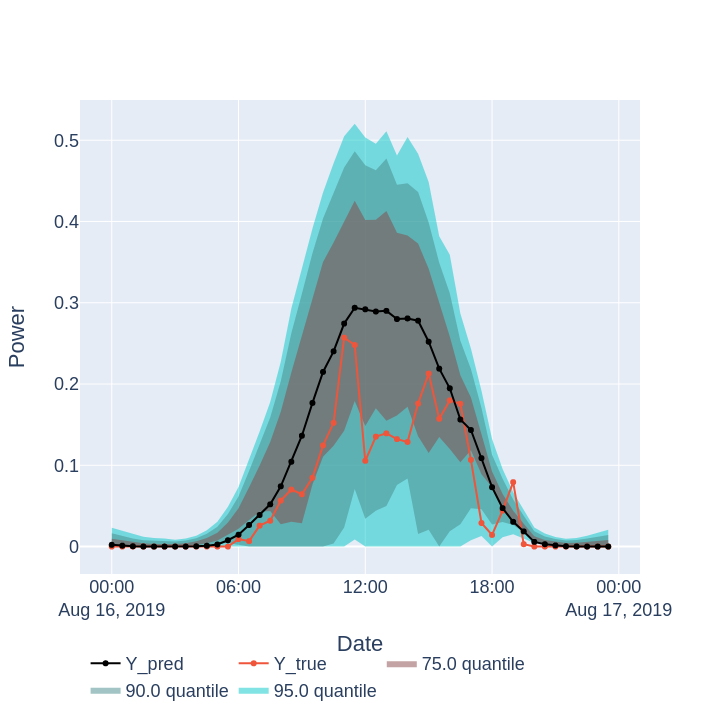 Power
0.5
0.4
0.3
0.2
0.1
0
00:00 06:00 12:00 18:00 00:00
Aug 16, 2019 Aug 17, 2019
Date
Y_pred Y_true 75.0 quantile
90.0 quantile 95.0 quantile